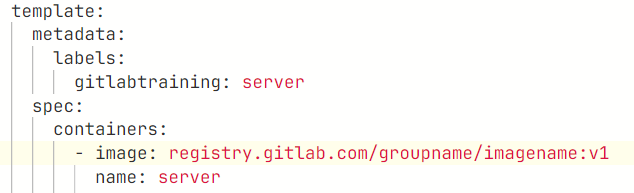 template:
  metadata:
    labels:
      gitlabtraining: server
  spec:
    containers:
      - image: registry.gitlab.com/groupname/imagename:v1
        name: server